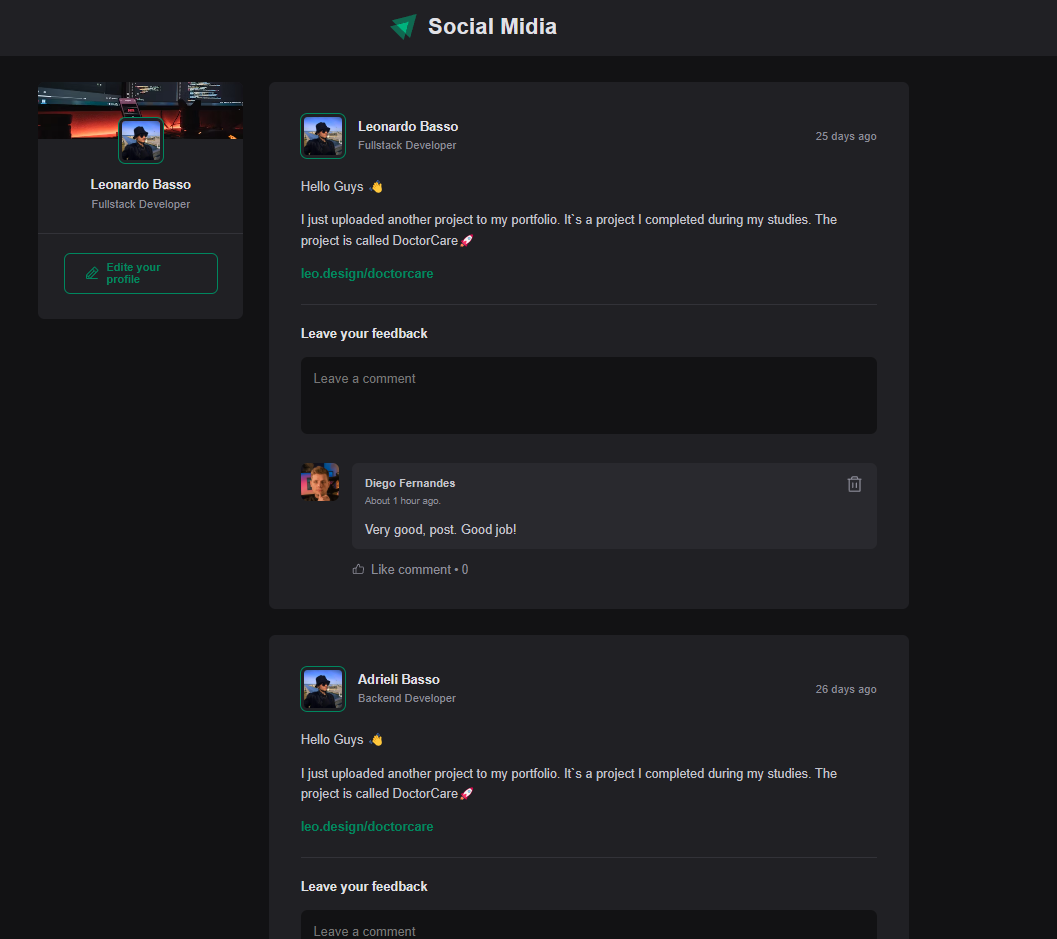 Social Midia
Leonardo Basso
Fullstack Developer
Edite your
profile
Leonardo Basso
Fullstack Developer
25 days ago
Hello Guys 👋
I just uploaded another project to my portfolio. It`s a project I completed during my studies. The
project is called DoctorCare🚀
leo.design/doctorcare
Leave your feedback
Leave a comment
Diego Fernandes
About 1 hour ago.
Very good, post. Good job!
Like comment • 0
Adrieli Basso
Backend Developer
26 days ago
Hello Guys 👋
I just uploaded another project to my portfolio. It`s a project I completed during my studies. The
project is called DoctorCare🚀
leo.design/doctorcare
Leave your feedback
Leave a comment